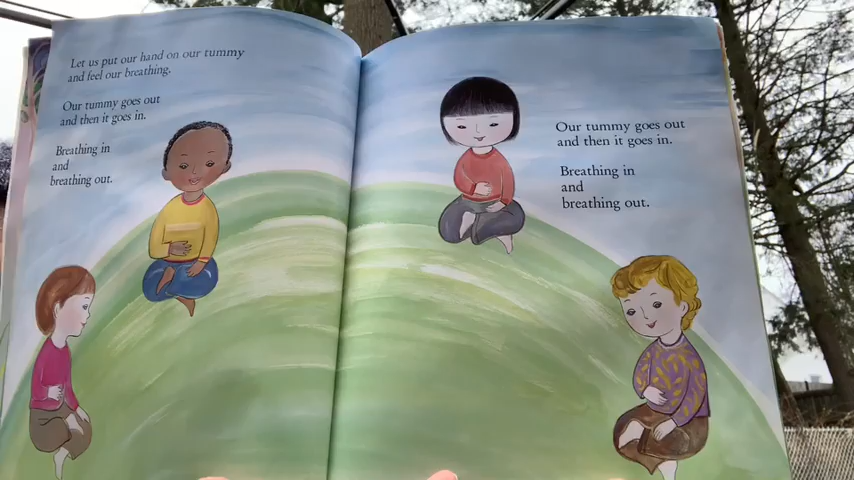 Let us put our hand on our tummy
and feel our breathing.
Our tummy goes out
and then it goes in.
Breathing in
and
breathing out.
Our tummy goes out
and then it goes in.
Breathing in
and
breathing out.